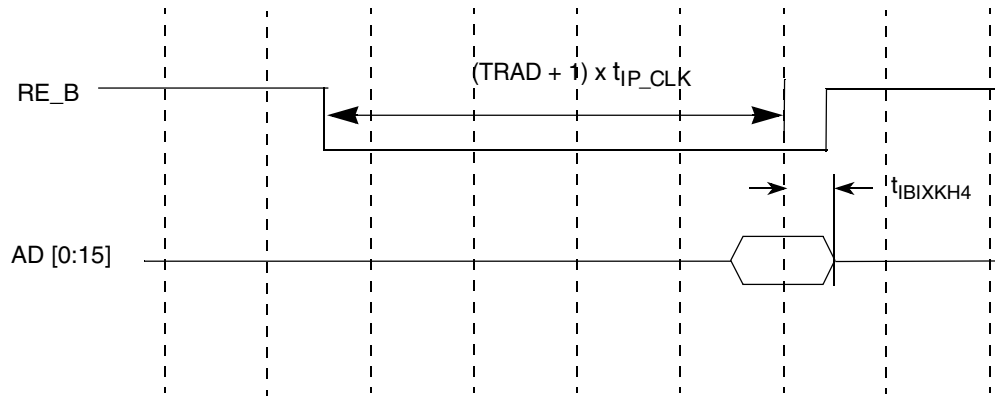 (TRAD + 1) x tIP_CLK
RE_B
tIBIXKH4
AD [0:15]